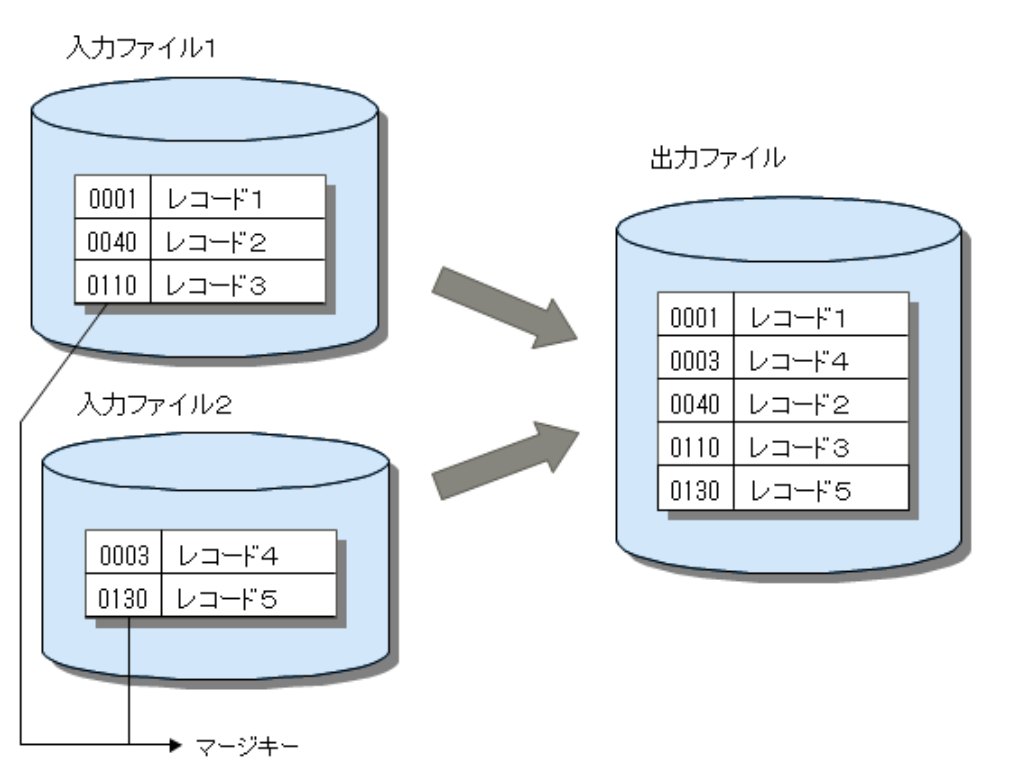 入力ファイル1
0001 レコード1
0040 レコード2
0110 レコード3
入力ファイル2
0003 レコード4
0130 レコード5
マージキー
出力ファイル
0001 レコード1
0003 レコード4
0040 レコード2
0110 レコード3
0130 レコード5